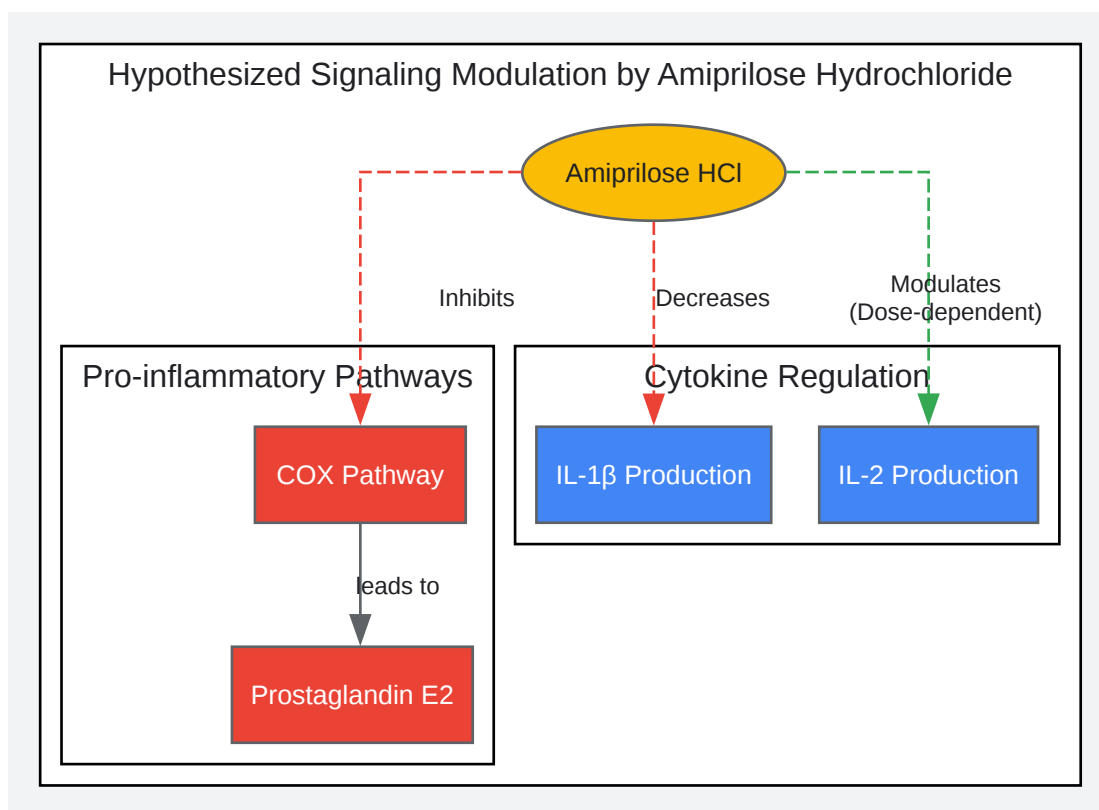 Hypothesized Signaling Modulation by Amiprilose Hydrochloride
Amiprilose HCl
Inhibits
Decreases
Modulates
(Dose-dependent)
Pro-inflammatory Pathways
Cytokine Regulation
COX Pathway
IL-1β Production
IL-2 Production
leads to
Prostaglandin E2